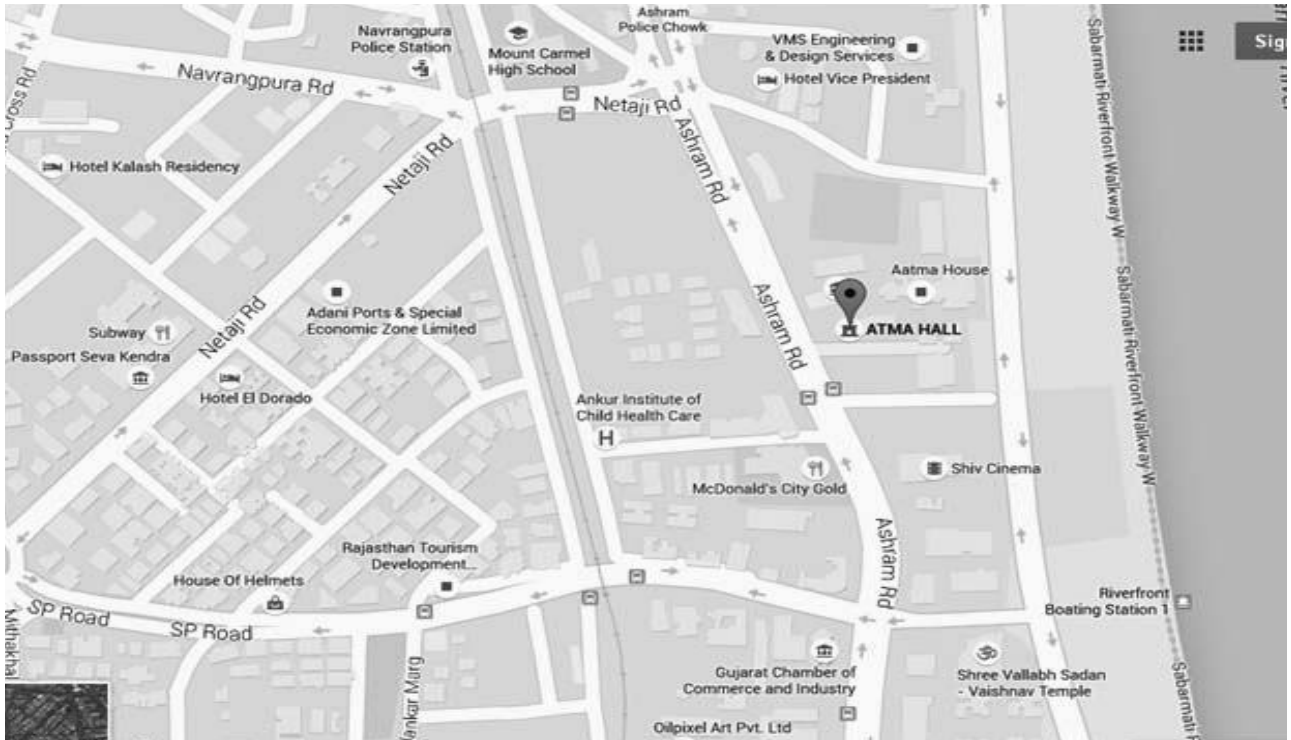 Ashram
Police Chowk
Navrangpura
Police Station
Mount Carmel
High School
VMS Engineering
& Design Services
Hotel Vice President
Sabarmati Riverfront Walkway W
Navrangpura Rd
Netaji Rd
Cross Rd
Hotel Kalash Residency
Netaji Rd
Ashram Rd
Aatma House
Sabarmati Riverfront Walkway W
Adani Ports & Special
Economic Zone Limited
Ashram Rd
ATMA HALL
Subway
Netaji Rd
Passport Seva Kendra
Hotel El Dorado
Ankur Institute of
Child Health Care
H
McDonald's City Gold
Shiv Cinema
Rajasthan Tourism
Development...
Ashram Rd
House Of Helmets
Riverfront
Boating Station 1
SP Road
SP Road
Gujarat Chamber of
Commerce and Industry
Shree Vallabh Sadan
- Vaishnav Temple
Marg
Oilpixel Art Pvt. Ltd